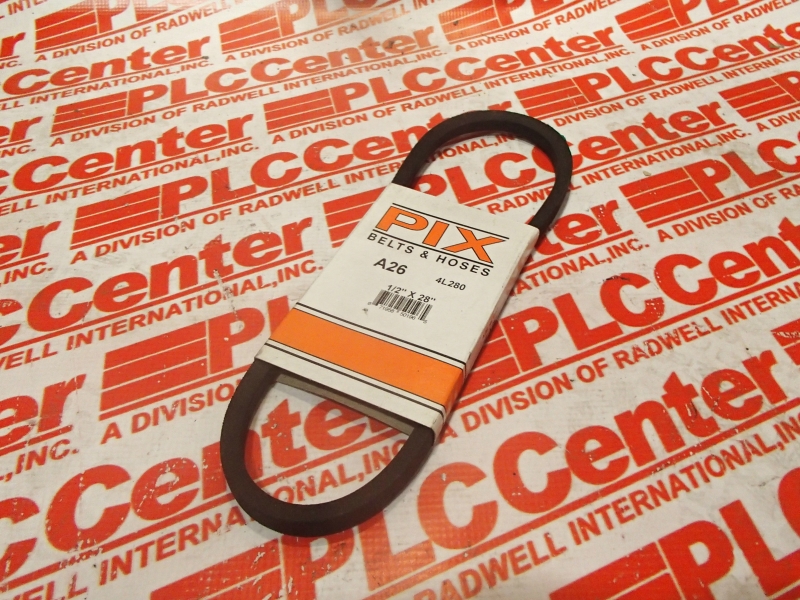 PLCCenter
A DIVISION OF RADWELL INTERNATIONAL, INC.
PIX
BELTS & HOSES
A26
4L280
1/2" X 28"